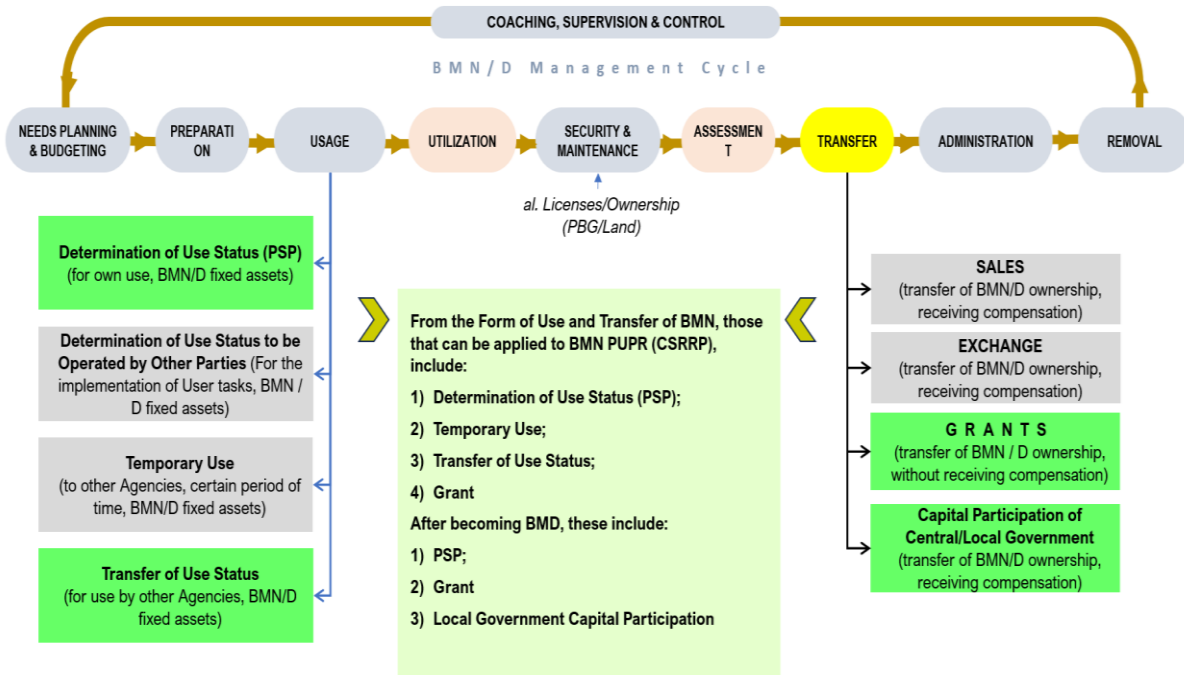 COACHING, SUPERVISION & CONTROL
BMN/D Management Cycle
NEEDS PLANNING
& BUDGETING
PREPARATI
ON
USAGE
UTILIZATION
SECURITY &
MAINTENANCE
ASSESSMEN
T
TRANSFER
ADMINISTRATION
REMOVAL
al. Licenses/Ownership
(PBG/Land)
Determination of Use Status (PSP)
(for own use, BMN/D fixed assets)
Determination of Use Status to be
Operated by Other Parties (For the
implementation of User tasks, BMN /
D fixed assets)
Temporary Use
(to other Agencies, certain period of
time, BMN/D fixed assets)
Transfer of Use Status
(for use by other Agencies, BMN/D
fixed assets)
From the Form of Use and Transfer of BMN, those
that can be applied to BMN PUPR (CSRRP),
include:
1) Determination of Use Status (PSP);
2) Temporary Use;
3) Transfer of Use Status;
4) Grant
After becoming BMD, these include:
1) PSP;
2) Grant
3) Local Government Capital Participation
SALES
(transfer of BMN/D ownership,
receiving compensation)
EXCHANGE
(transfer of BMN/D ownership,
receiving compensation)
G R A N T S
(transfer of BMN / D ownership,
without receiving compensation)
Capital Participation of
Central/Local Government
(transfer of BMN/D ownership,
receiving compensation)